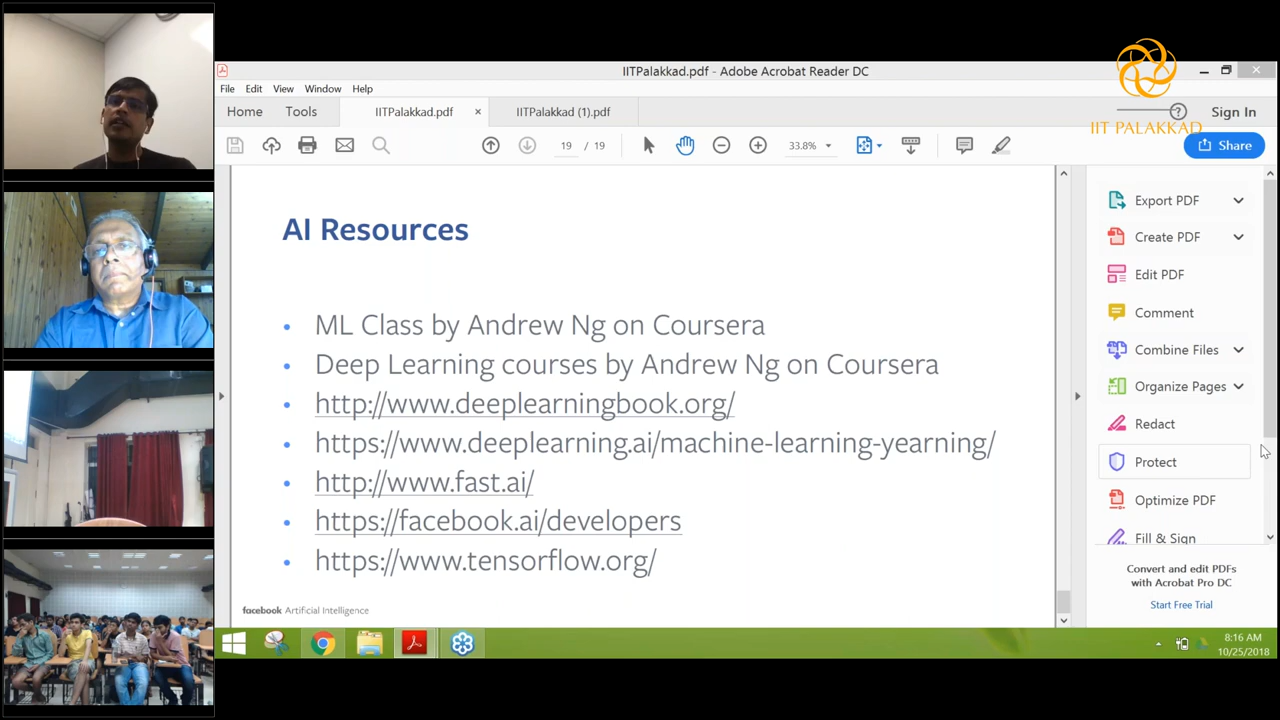 IITPalakkad.pdf - Adobe Acrobat Reader DC
IIT PALAKKAD
File Edit View Window Help
Home Tools IITPalakkad.pdf × IITPalakkad (1).pdf ? Sign In
19 / 19 33.8% Share
AI Resources
• ML Class by Andrew Ng on Coursera
• Deep Learning courses by Andrew Ng on Coursera
• http://www.deeplearningbook.org/
• https://www.deeplearning.ai/machine-learning-yearning/
• http://www.fast.ai/
• https://facebook.ai/developers
• https://www.tensorflow.org/
facebook Artificial Intelligence
Export PDF
Create PDF
Edit PDF
Comment
Combine Files
Organize Pages
Redact
Protect
Optimize PDF
Fill & Sign
Convert and edit PDFs
with Acrobat Pro DC
Start Free Trial
8:16 AM
10/25/2018